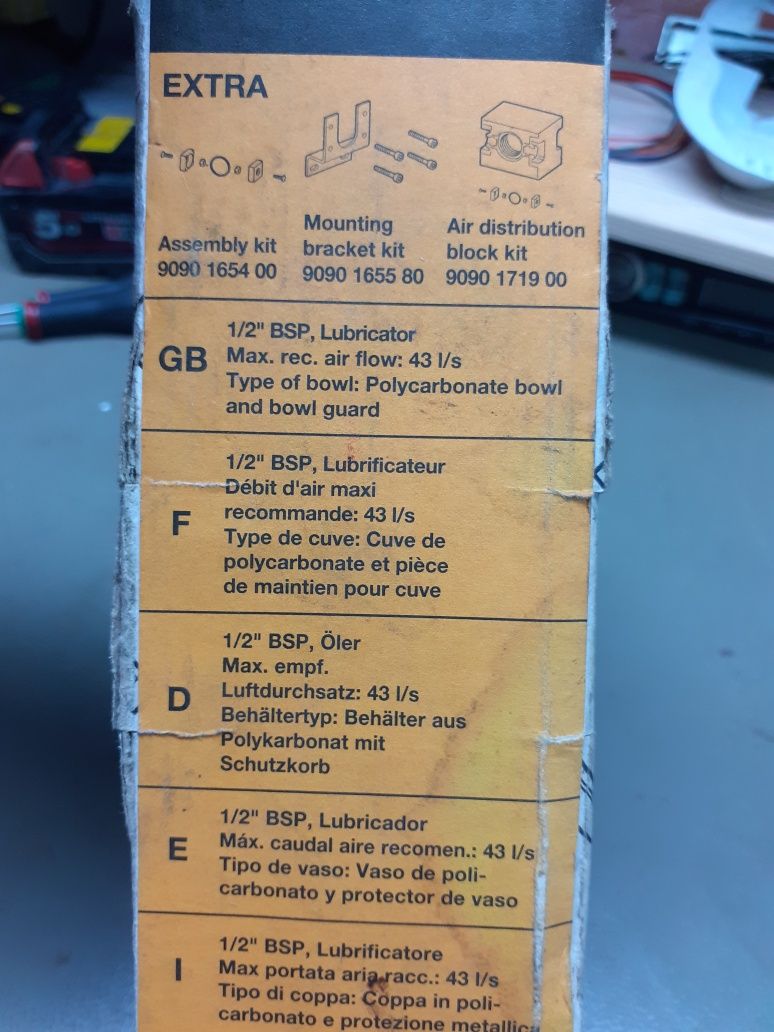 EXTRA
Assembly kit
9090 1654 00
Mounting
bracket kit
9090 1655 80
Air distribution
block kit
9090 1719 00
GB
1/2" BSP, Lubricator
Max. rec. air flow: 43 l/s
Type of bowl: Polycarbonate bowl
and bowl guard
F
1/2" BSP, Lubrificateur
Débit d'air maxi
recommande: 43 l/s
Type de cuve: Cuve de
polycarbonate et pièce
de maintien pour cuve
D
1/2" BSP, Öler
Max. empf.
Luftdurchsatz: 43 l/s
Behältertyp: Behälter aus
Polykarbonat mit
Schutzkorb
E
1/2" BSP, Lubricador
Máx. caudal aire recomen.: 43 l/s
Tipo de vaso: Vaso de poli-
carbonato y protector de vaso
I
1/2" BSP, Lubrificatore
Max portata aria racc.: 43 l/s
Tipo di coppa: Coppa in poli-
carbonato e protezione metallica